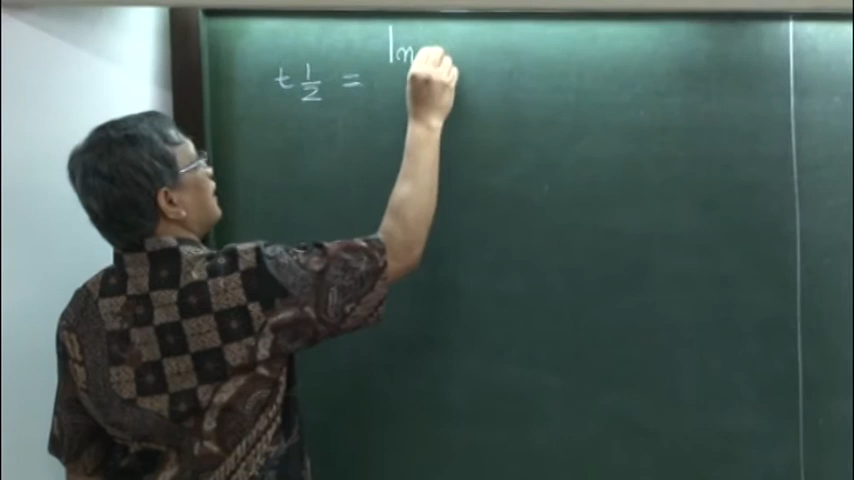 t 1/2 = ln